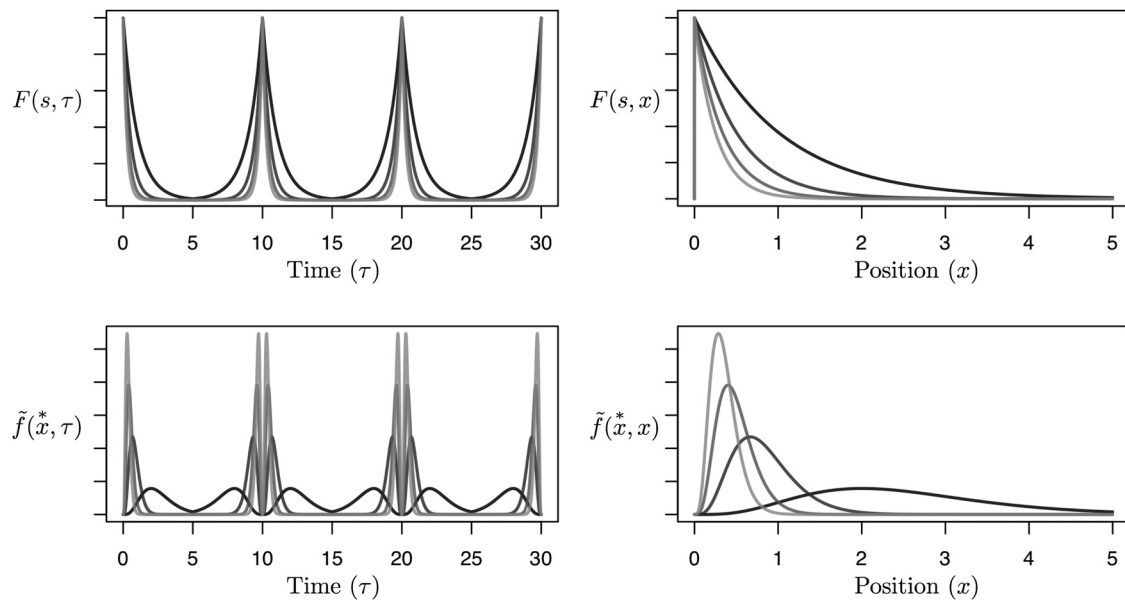 F(s, τ)
0 5 10 15 20 25 30
Time (τ)
F(s, x)
0 1 2 3 4 5
Position (x)
f̃(x̽, τ)
0 5 10 15 20 25 30
Time (τ)
f̃(x̽, x)
0 1 2 3 4 5
Position (x)